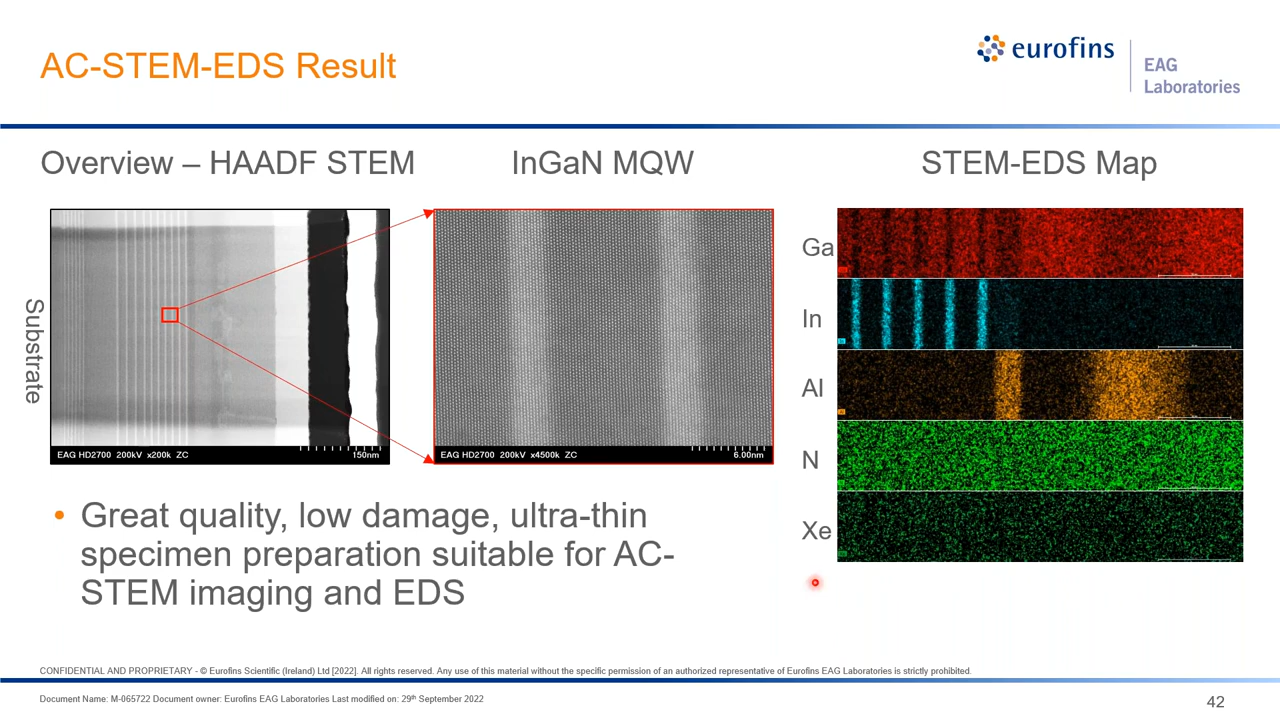 AC-STEM-EDS Result
eurofins
EAG
Laboratories
Overview – HAADF STEM
InGaN MQW
STEM-EDS Map
Substrate
EAG HD2700 200kV x200k ZC
150nm
EAG HD2700 200kV x4500k ZC
6.00nm
Ga
In
Al
N
Xe
• Great quality, low damage, ultra-thin
specimen preparation suitable for AC-
STEM imaging and EDS
CONFIDENTIAL AND PROPRIETARY - © Eurofins Scientific (Ireland) Ltd [2022]. All rights reserved. Any use of this material without the specific permission of an authorized representative of Eurofins EAG Laboratories is strictly prohibited.
Document Name: M-065722 Document owner: Eurofins EAG Laboratories Last modified on: 29th September 2022
42